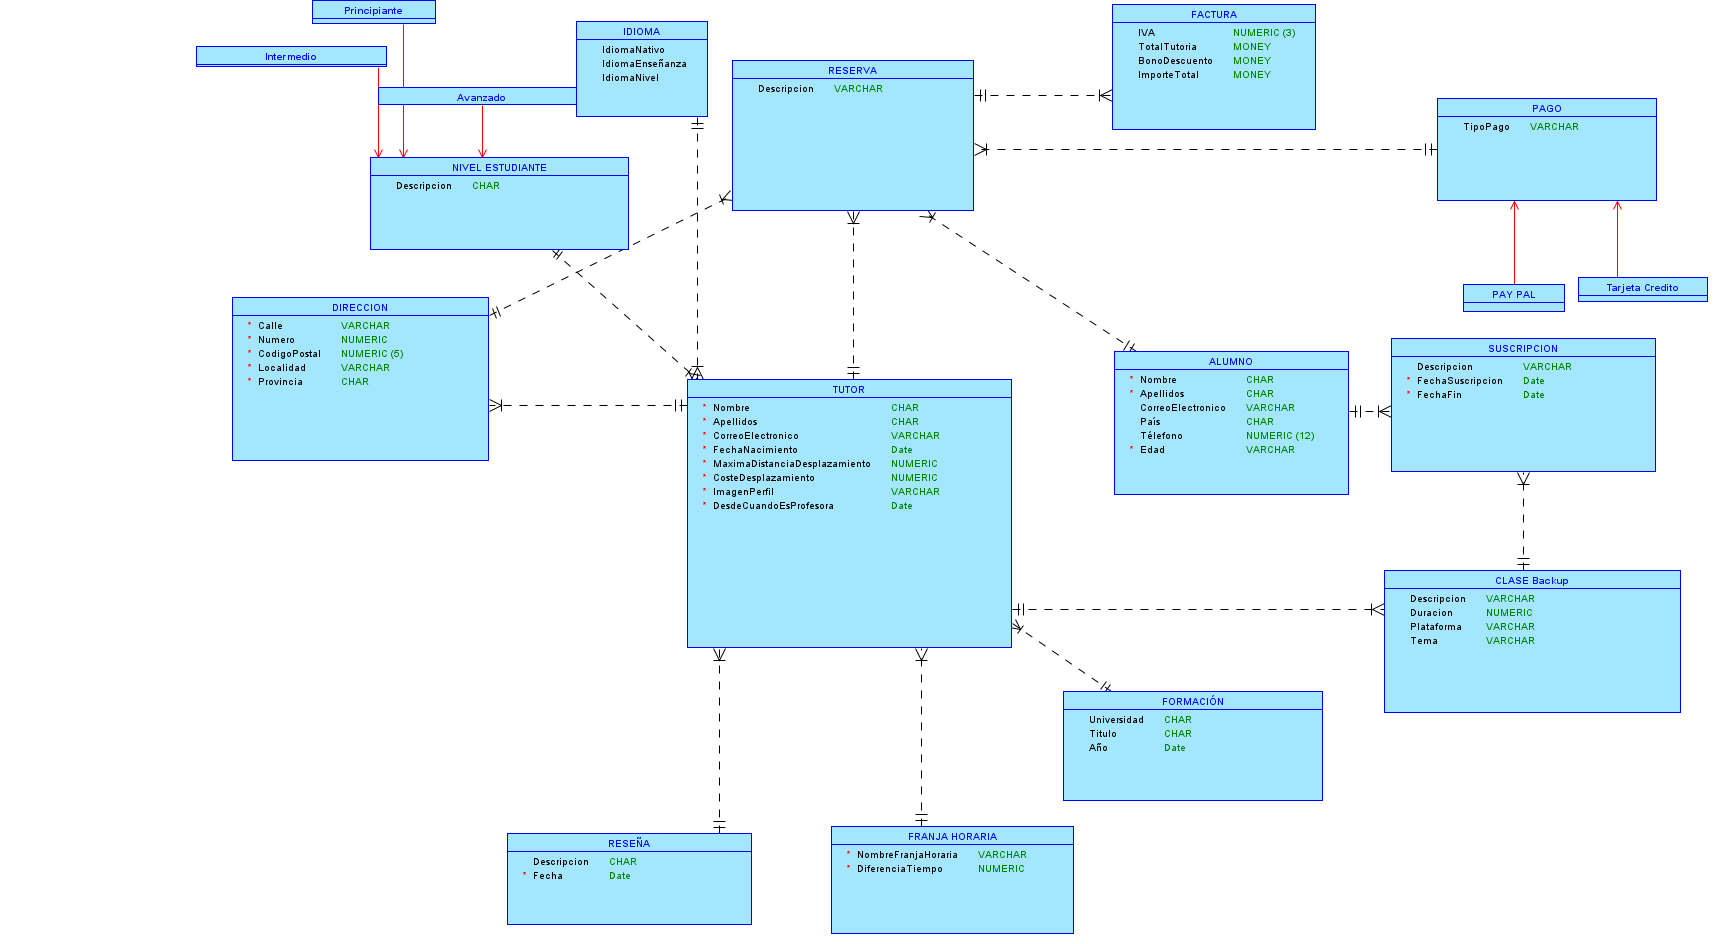 Principiante
Intermedio
Avanzado
IDIOMA
IdiomaNativo
IdiomaEnseñanza
IdiomaNivel
NIVEL ESTUDIANTE
Descripcion CHAR
RESERVA
Descripcion VARCHAR
FACTURA
IVA NUMERIC (3)
TotalTutoria MONEY
BonoDescuento MONEY
ImporteTotal MONEY
PAGO
TipoPago VARCHAR
PAY PAL
Tarjeta Credito
DIRECCION
* Calle VARCHAR
* Numero NUMERIC
* CodigoPostal NUMERIC (5)
* Localidad VARCHAR
* Provincia CHAR
TUTOR
* Nombre CHAR
* Apellidos CHAR
* CorreoElectronico VARCHAR
* FechaNacimiento Date
* MaximaDistanciaDesplazamiento NUMERIC
* CosteDesplazamiento NUMERIC
* ImagenPerfil VARCHAR
* DesdeCuandoEsProfesora Date
ALUMNO
* Nombre CHAR
* Apellidos CHAR
CorreoElectronico VARCHAR
País CHAR
Télefono NUMERIC (12)
* Edad VARCHAR
SUSCRIPCION
Descripcion VARCHAR
* FechaSuscripcion Date
* FechaFin Date
CLASE Backup
Descripcion VARCHAR
Duracion NUMERIC
Plataforma VARCHAR
Tema VARCHAR
FORMACIÓN
Universidad CHAR
Titulo CHAR
Año Date
RESEÑA
Descripcion CHAR
* Fecha Date
FRANJA HORARIA
* NombreFranjaHoraria VARCHAR
* DiferenciaTiempo NUMERIC